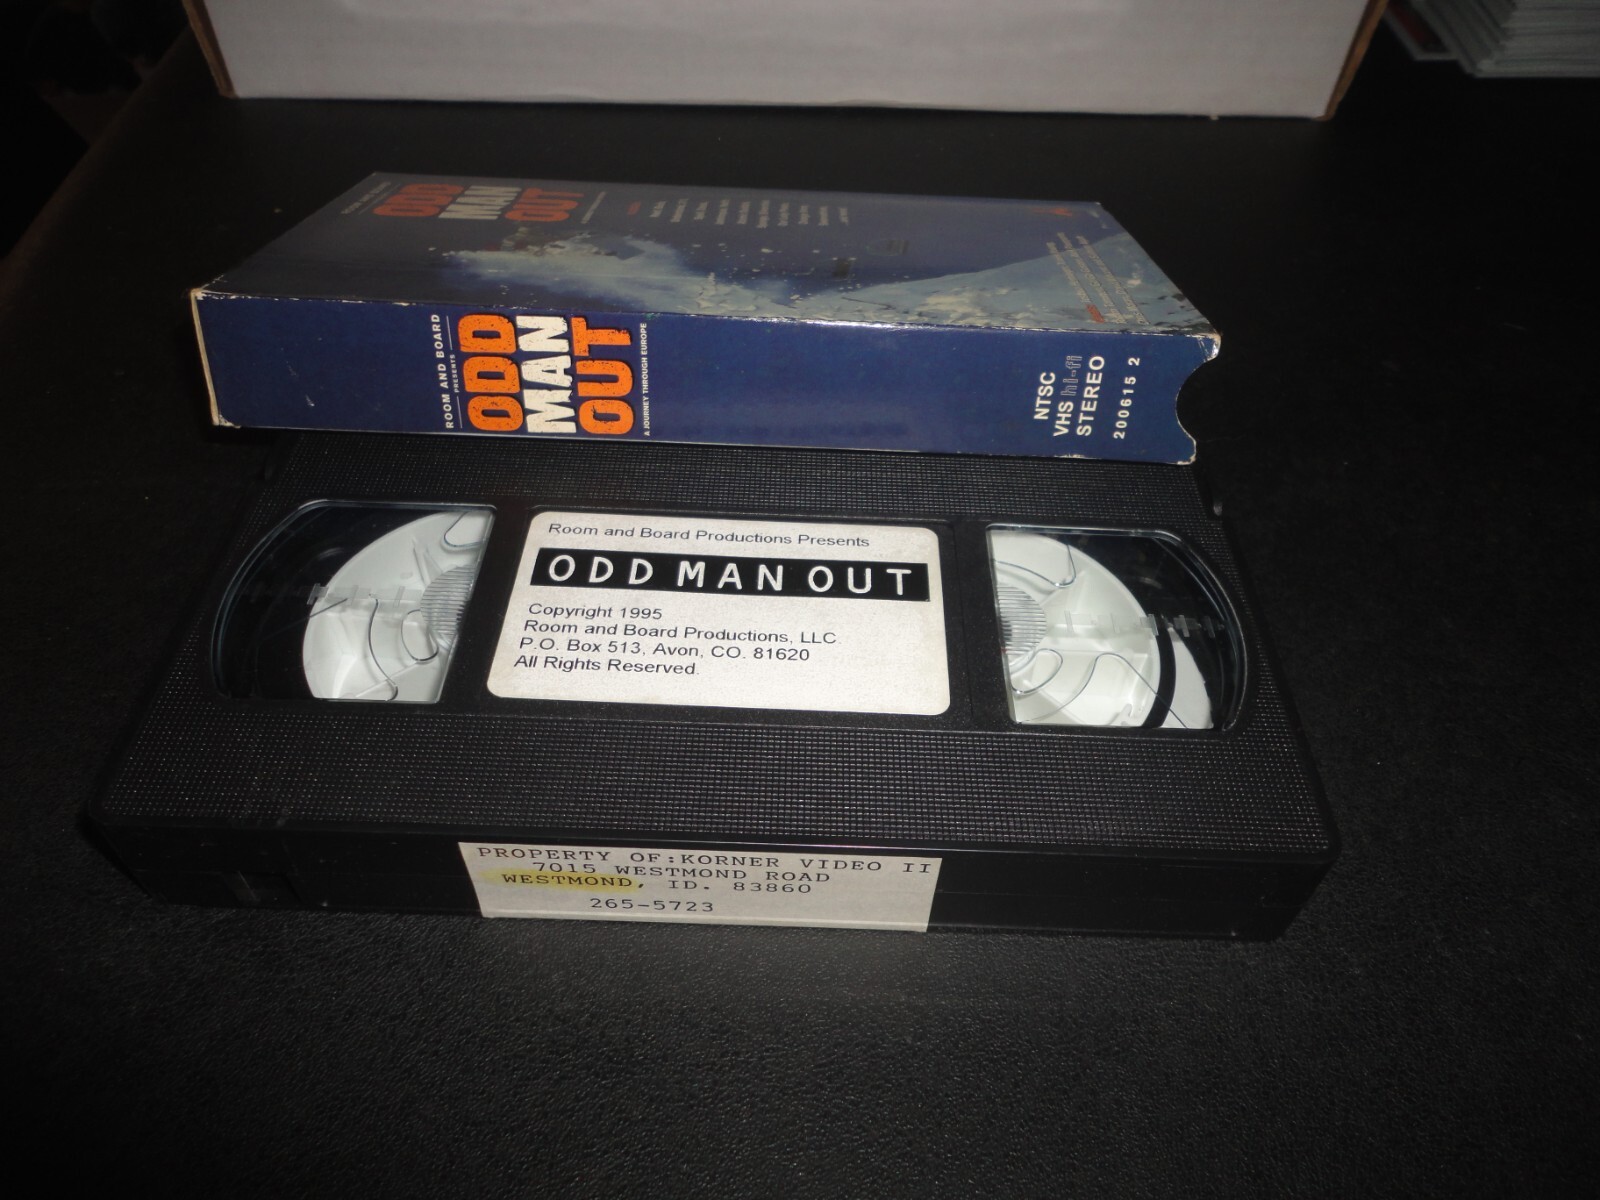 ODD
MAN
OUT
ROOM AND BOARD
PRESENTS
ODD
MAN
OUT
A JOURNEY THROUGH EUROPE
NTSC
VHS hi-fi
STEREO
200615 2
Room and Board Productions Presents
ODD MAN OUT
Copyright 1995
Room and Board Productions, LLC.
P.O. Box 513, Avon, CO. 81620
All Rights Reserved.
PROPERTY OF:KORNER VIDEO II
7015 WESTMOND ROAD
WESTMOND, ID. 83860
265-5723